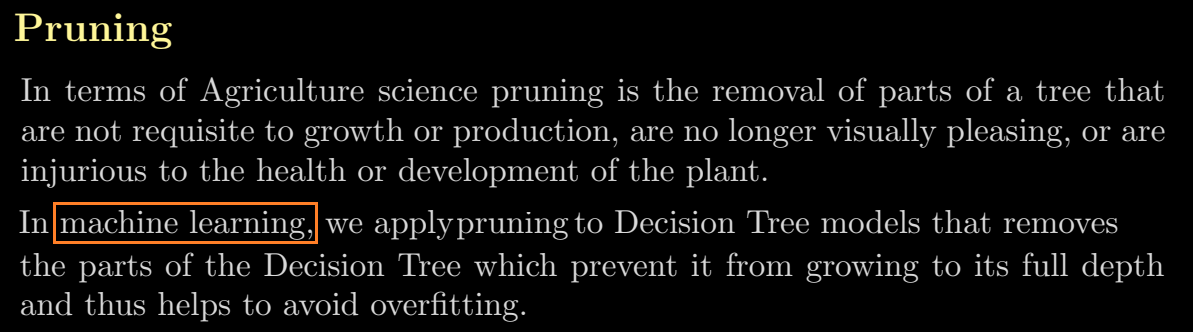 Pruning
In terms of Agriculture science pruning is the removal of parts of a tree that
are not requisite to growth or production, are no longer visually pleasing, or are
injurious to the health or development of the plant.
In machine learning, we apply pruning to Decision Tree models that removes
the parts of the Decision Tree which prevent it from growing to its full depth
and thus helps to avoid overfitting.